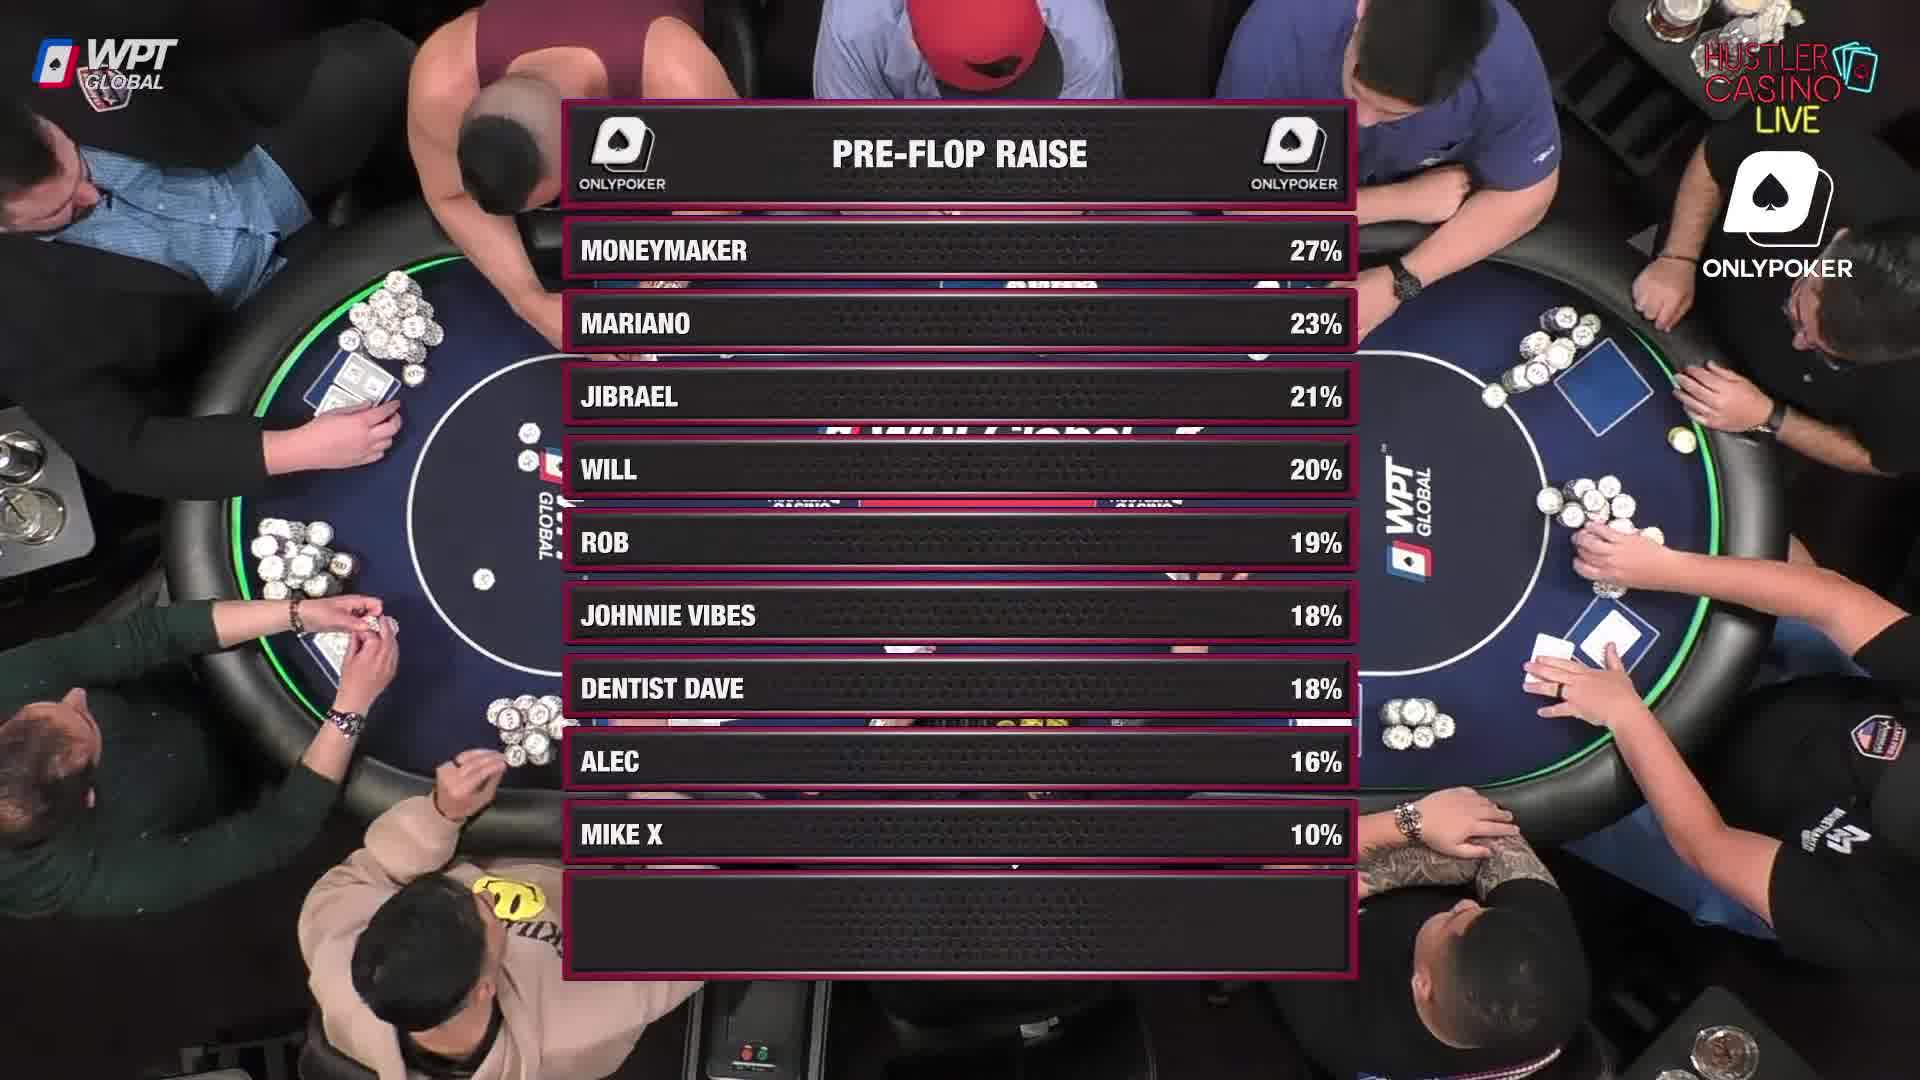 WPT
GLOBAL
HUSTLER
CASINO
LIVE
ONLYPOKER
PRE-FLOP RAISE
ONLYPOKER
ONLYPOKER
MONEYMAKER 27%
MARIANO 23%
JIBRAEL 21%
WILL 20%
ROB 19%
JOHNNIE VIBES 18%
DENTIST DAVE 18%
ALEC 16%
MIKE X 10%
WPT
GLOBAL
GLOBAL